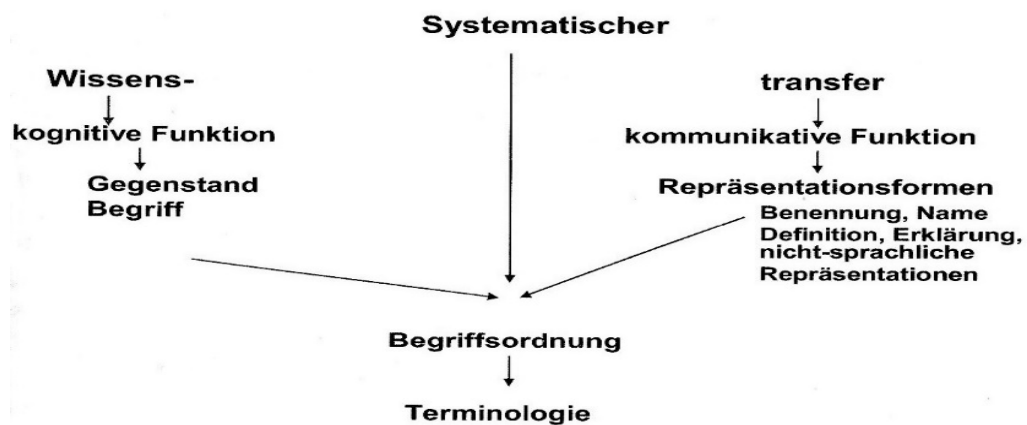 Systematischer
Wissens-
transfer
kognitive Funktion
kommunikative Funktion
Gegenstand
Begriff
Repräsentationsformen
Benennung, Name
Definition, Erklärung,
nicht-sprachliche
Repräsentationen
Begriffsordnung
Terminologie